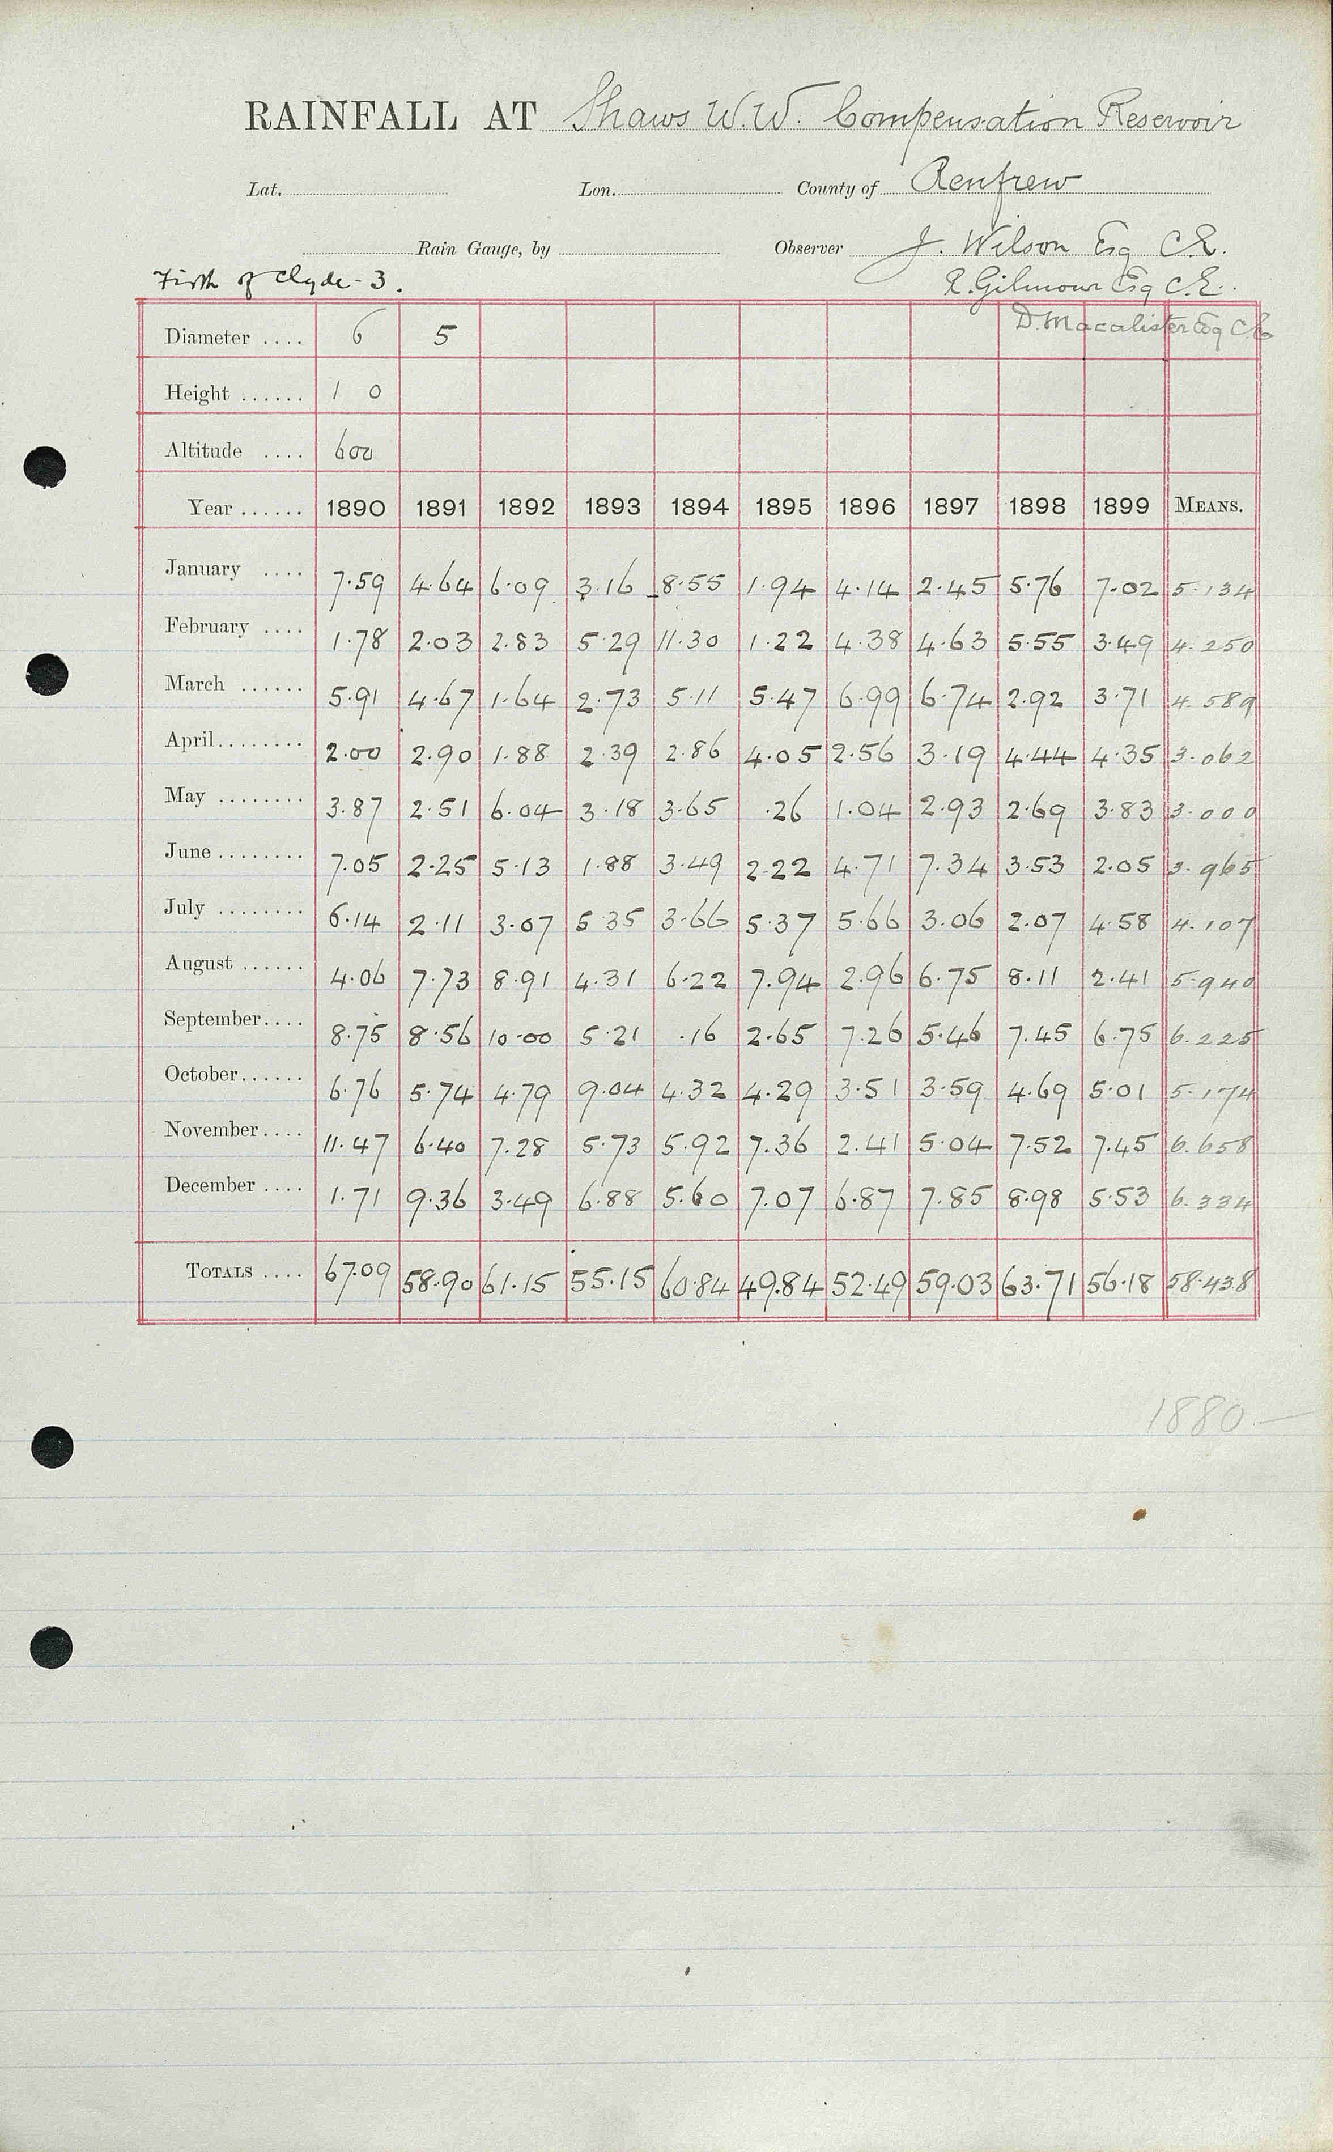 RAINFALL AT Shaws W.W. Compensation Reservoir
Lat. Lon. County of Renfrew
Rain Gauge, by Observer J. Wilson Esq C.E.
Firth of Clyde - 3. R. Gilmour Esq C.E.
D. Macalister Esq C.E
Diameter .... 6 5
Height ...... 1 0
Altitude .... 600
Year ...... 1890 1891 1892 1893 1894 1895 1896 1897 1898 1899 MEANS.
January .... 7.59 4.64 6.09 3.16 8.55 1.94 4.14 2.45 5.76 7.02 5.134
February .... 1.78 2.03 2.83 5.29 11.30 1.22 4.38 4.63 5.55 3.49 4.250
March ...... 5.91 4.67 1.64 2.73 5.11 5.47 6.99 6.74 2.92 3.71 4.589
April ........ 2.00 2.90 1.88 2.39 2.86 4.05 2.56 3.19 4.44 4.35 3.062
May ........ 3.87 2.51 6.04 3.18 3.65 .26 1.04 2.93 2.69 3.83 3.000
June ........ 7.05 2.25 5.13 1.88 3.49 2.22 4.71 7.34 3.53 2.05 3.965
July ........ 6.14 2.11 3.07 5.35 3.66 5.37 5.66 3.06 2.07 4.58 4.107
August ...... 4.06 7.73 8.91 4.31 6.22 7.94 2.96 6.75 8.11 2.41 5.940
September .... 8.75 8.56 10.00 5.21 .16 2.65 7.26 5.46 7.45 6.75 6.225
October ...... 6.76 5.74 4.79 9.04 4.32 4.29 3.51 3.59 4.69 5.01 5.174
November .... 11.47 6.40 7.28 5.73 5.92 7.36 2.41 5.04 7.52 7.45 6.658
December .... 1.71 9.36 3.49 6.88 5.60 7.07 6.87 7.85 8.98 5.53 6.334
TOTALS .... 67.09 58.90 61.15 55.15 60.84 49.84 52.49 59.03 63.71 56.18 58.438
1880 —